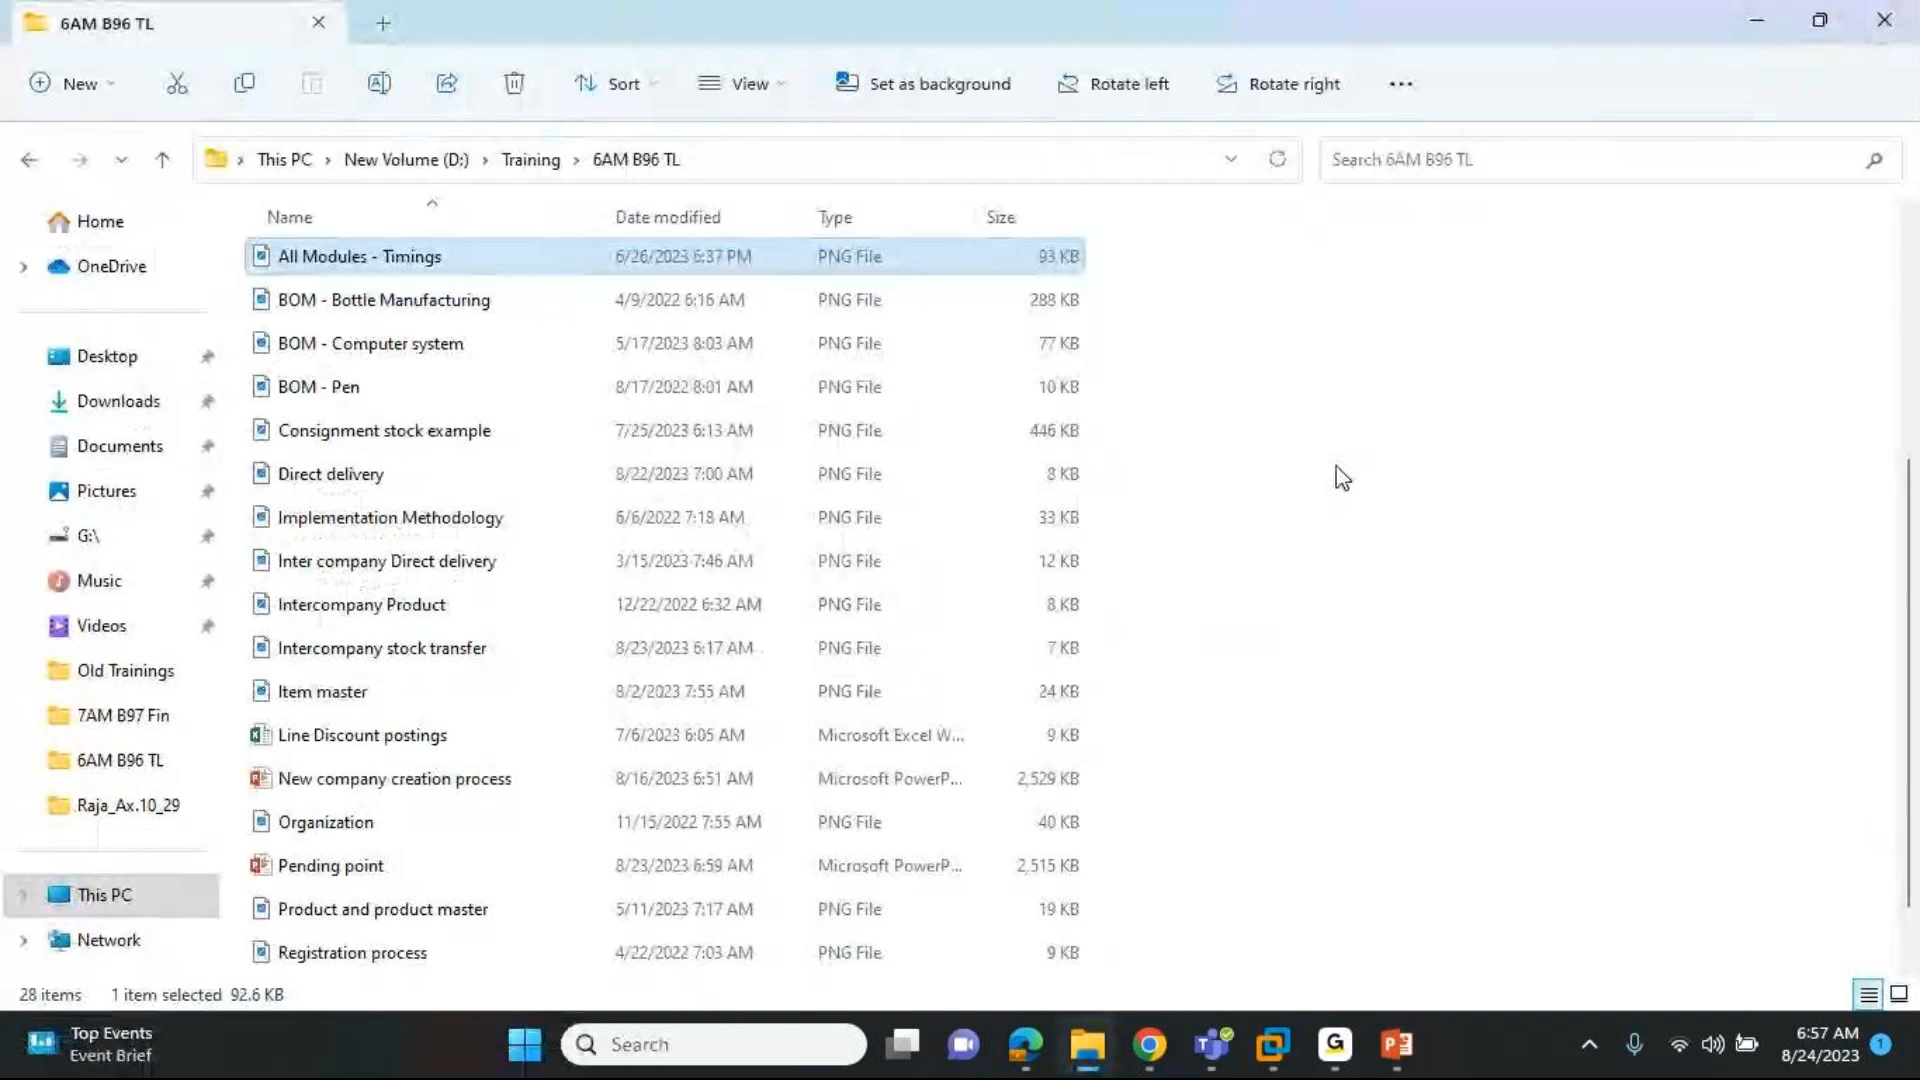 6AM B96 TL
New
Sort
View
Set as background
Rotate left
Rotate right
This PC > New Volume (D:) > Training > 6AM B96 TL
Search 6AM B96 TL
Home
OneDrive
Desktop
Downloads
Documents
Pictures
G:\
Music
Videos
Old Trainings
7AM B97 Fin
6AM B96 TL
Raja_Ax.10_29
This PC
Network
Name Date modified Type Size
All Modules - Timings 6/26/2023 6:37 PM PNG File 93 KB
BOM - Bottle Manufacturing 4/9/2022 6:16 AM PNG File 288 KB
BOM - Computer system 5/17/2023 8:03 AM PNG File 77 KB
BOM - Pen 8/17/2022 8:01 AM PNG File 10 KB
Consignment stock example 7/25/2023 6:13 AM PNG File 446 KB
Direct delivery 8/22/2023 7:00 AM PNG File 8 KB
Implementation Methodology 6/6/2022 7:18 AM PNG File 33 KB
Inter company Direct delivery 3/15/2023 7:46 AM PNG File 12 KB
Intercompany Product 12/22/2022 6:32 AM PNG File 8 KB
Intercompany stock transfer 8/23/2023 6:17 AM PNG File 7 KB
Item master 8/2/2023 7:55 AM PNG File 24 KB
Line Discount postings 7/6/2023 6:05 AM Microsoft Excel W... 9 KB
New company creation process 8/16/2023 6:51 AM Microsoft PowerP... 2,529 KB
Organization 11/15/2022 7:55 AM PNG File 40 KB
Pending point 8/23/2023 6:59 AM Microsoft PowerP... 2,515 KB
Product and product master 5/11/2023 7:17 AM PNG File 19 KB
Registration process 4/22/2022 7:03 AM PNG File 9 KB
28 items 1 item selected 92.6 KB
Top Events
Event Brief
Search
6:57 AM
8/24/2023
1